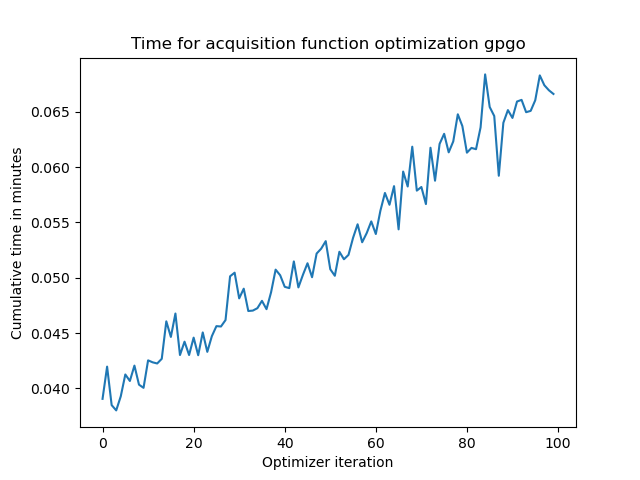 Time for acquisition function optimization gpgo
Cumulative time in minutes
0.065
0.060
0.055
0.050
0.045
0.040
0 20 40 60 80 100
Optimizer iteration